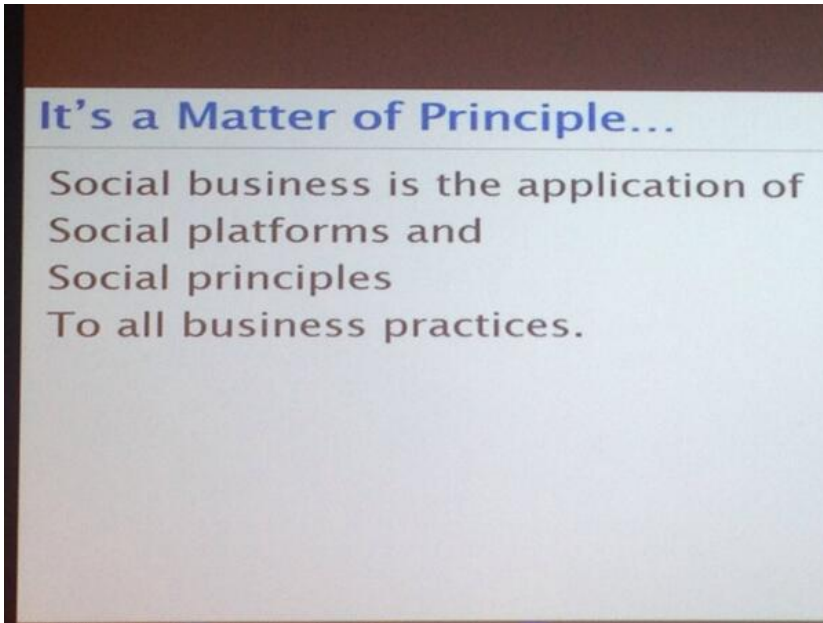 It's a Matter of Principle...
Social business is the application of
Social platforms and
Social principles
To all business practices.